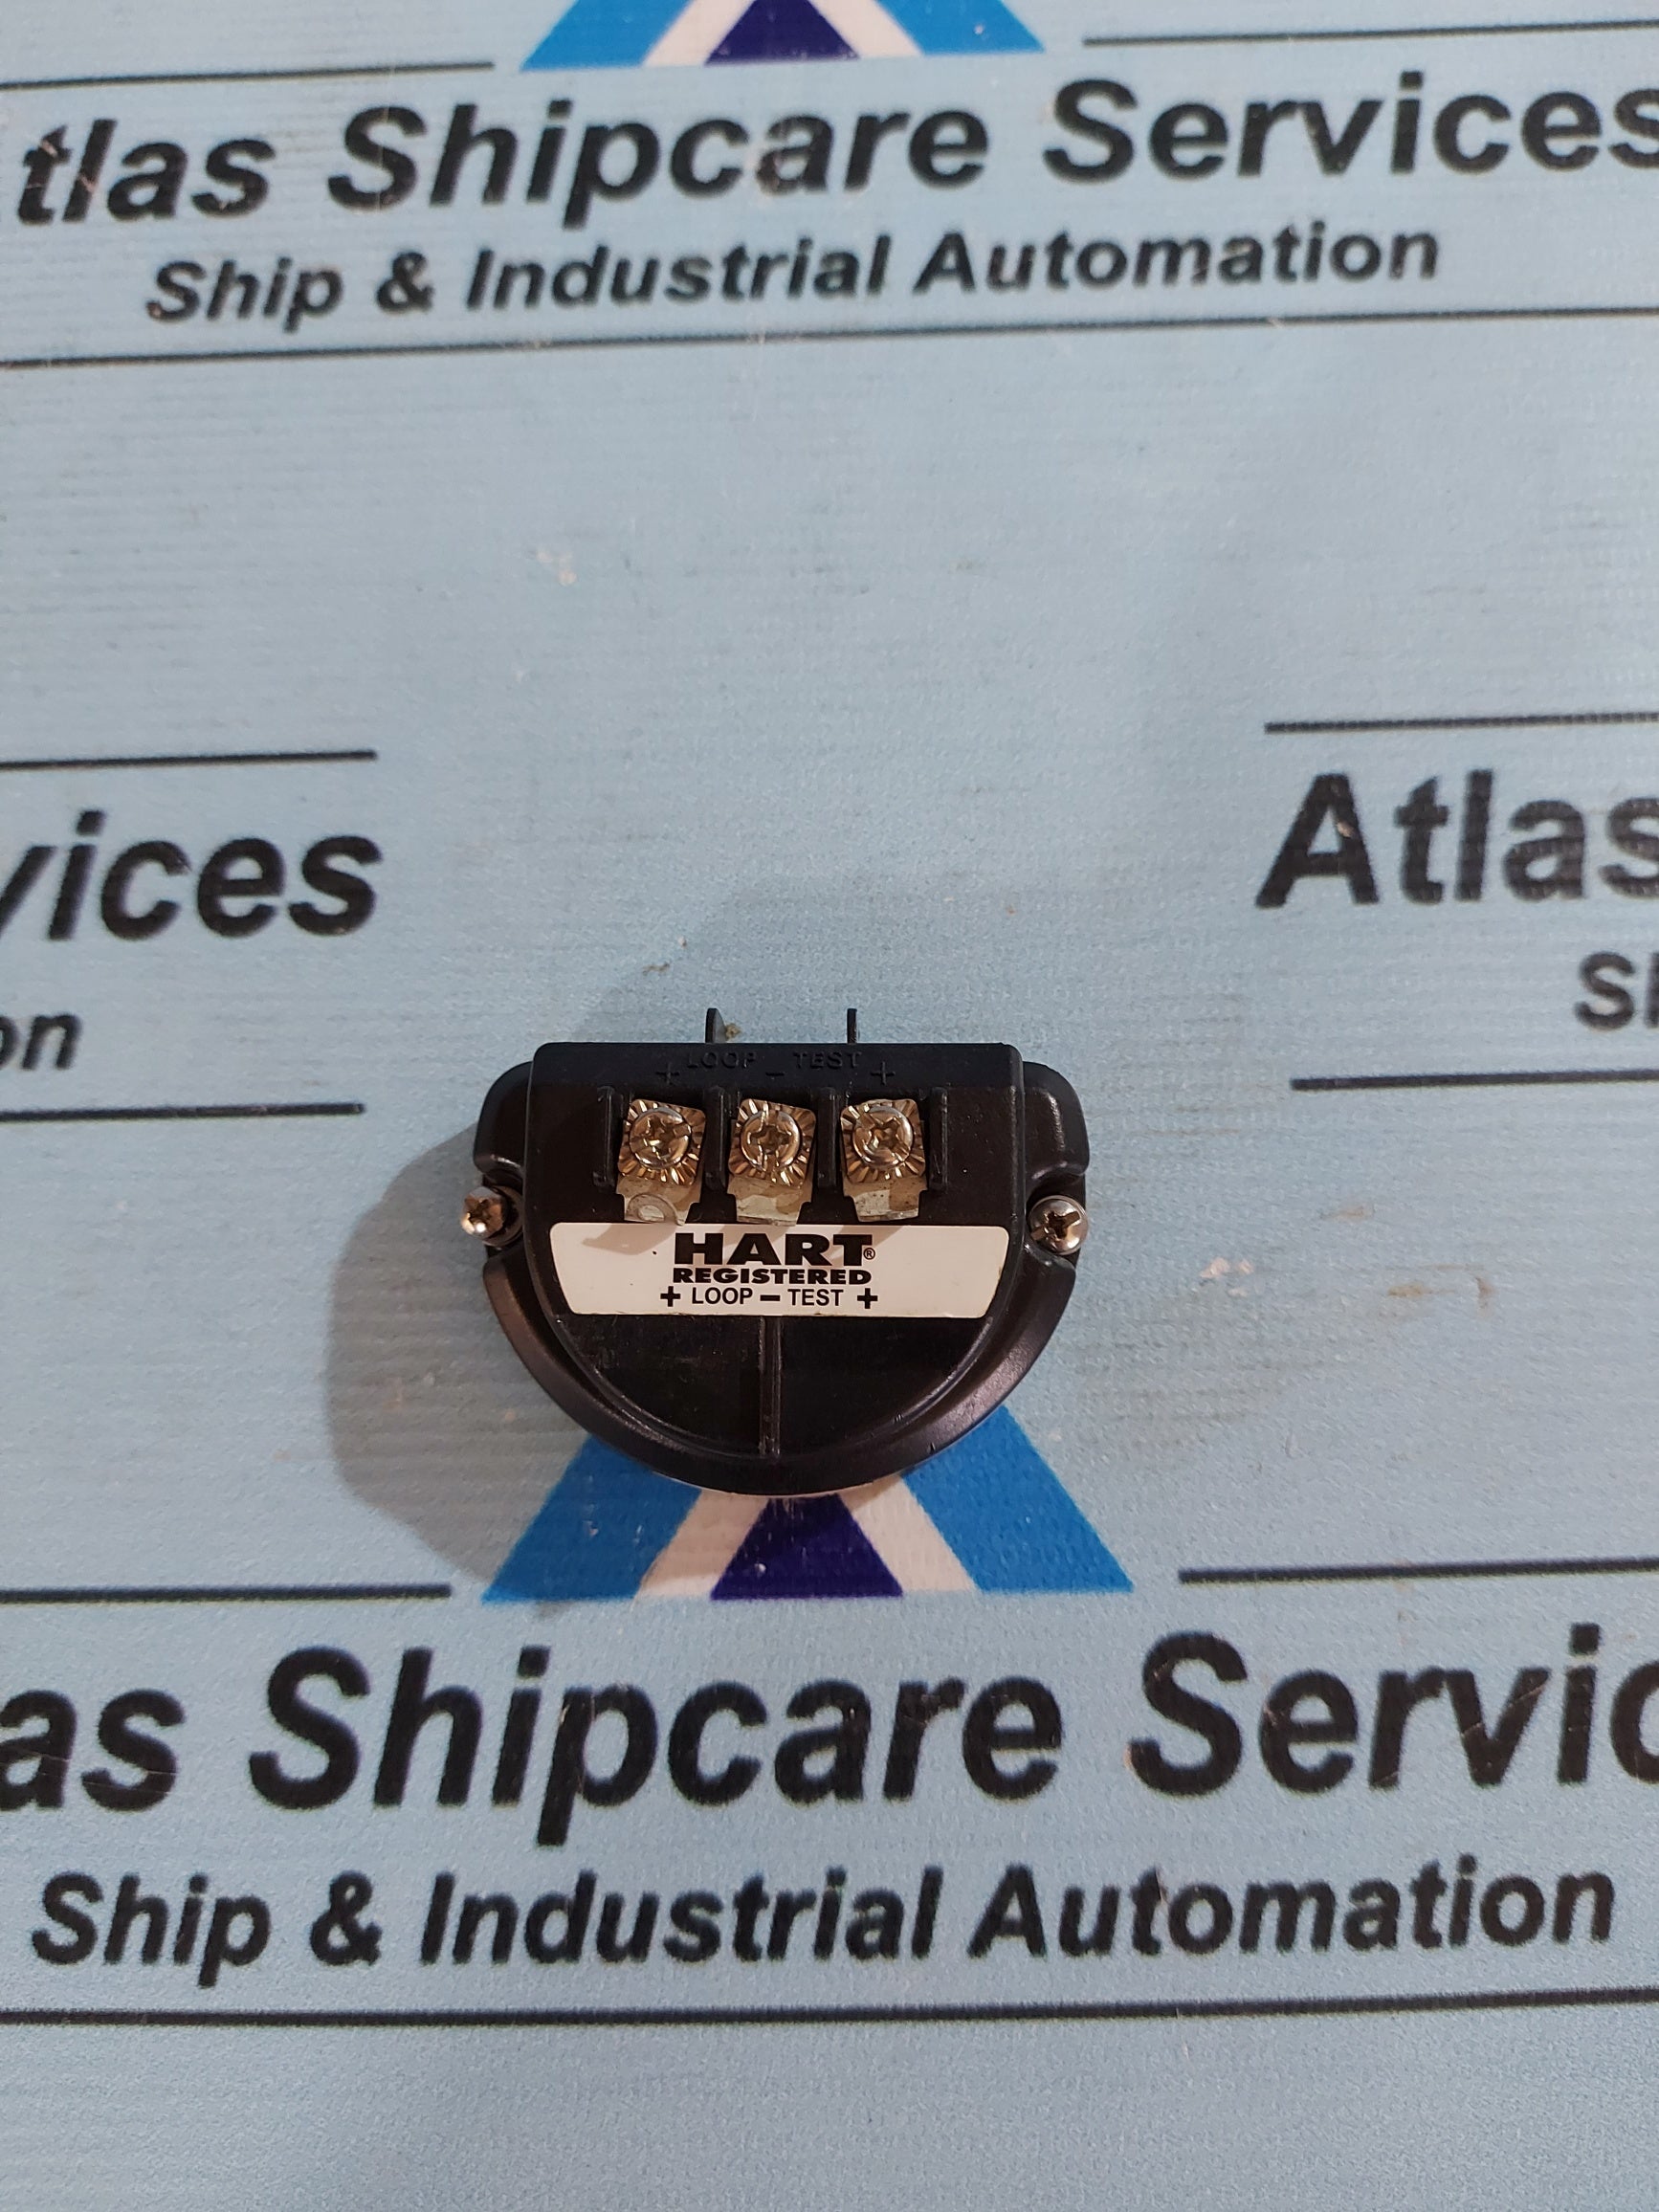 tlas Shipcare Services
Ship & Industrial Automation
vices
Atlas
on
+ LOOP - TEST +
HART®
REGISTERED
+ LOOP - TEST +
as Shipcare Servic
Ship & Industrial Automation